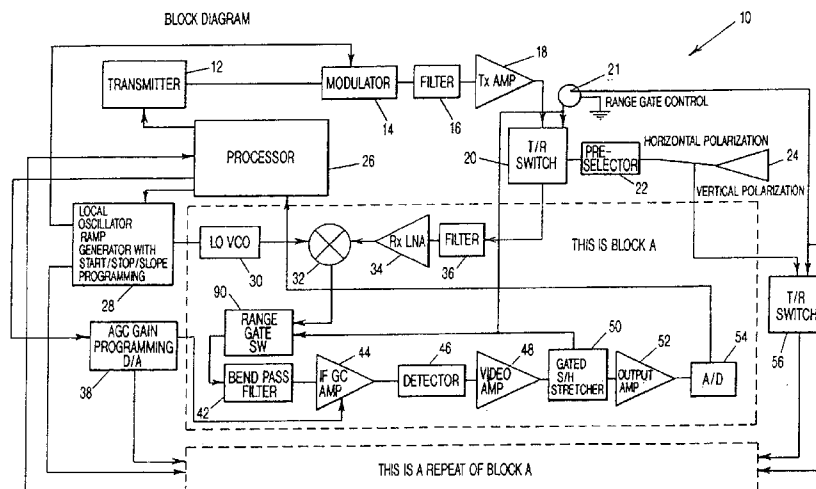 BLOCK DIAGRAM
10
12
TRANSMITTER
MODULATOR
14
FILTER
16
18
Tx AMP
21
RANGE GATE CONTROL
20
T/R
SWITCH
PRE-
SELECTOR
22
HORIZONTAL POLARIZATION
24
VERTICAL POLARIZATION
PROCESSOR
26
LOCAL
OSCILLATOR
RAMP
GENERATOR WITH
START/STOP/SLOPE
PROGRAMMING
28
LO VCO
30
32
Rx LNA
34
FILTER
36
THIS IS BLOCK A
T/R
SWITCH
56
90
RANGE
GATE
SW
AGC GAIN
PROGRAMMING
D/A
38
BEND PASS
FILTER
42
44
IF GC
AMP
46
DETECTOR
48
VIDEO AMP
50
GATED
S/H
STRETCHER
52
OUTPUT
AMP
54
A/D
THIS IS A REPEAT OF BLOCK A